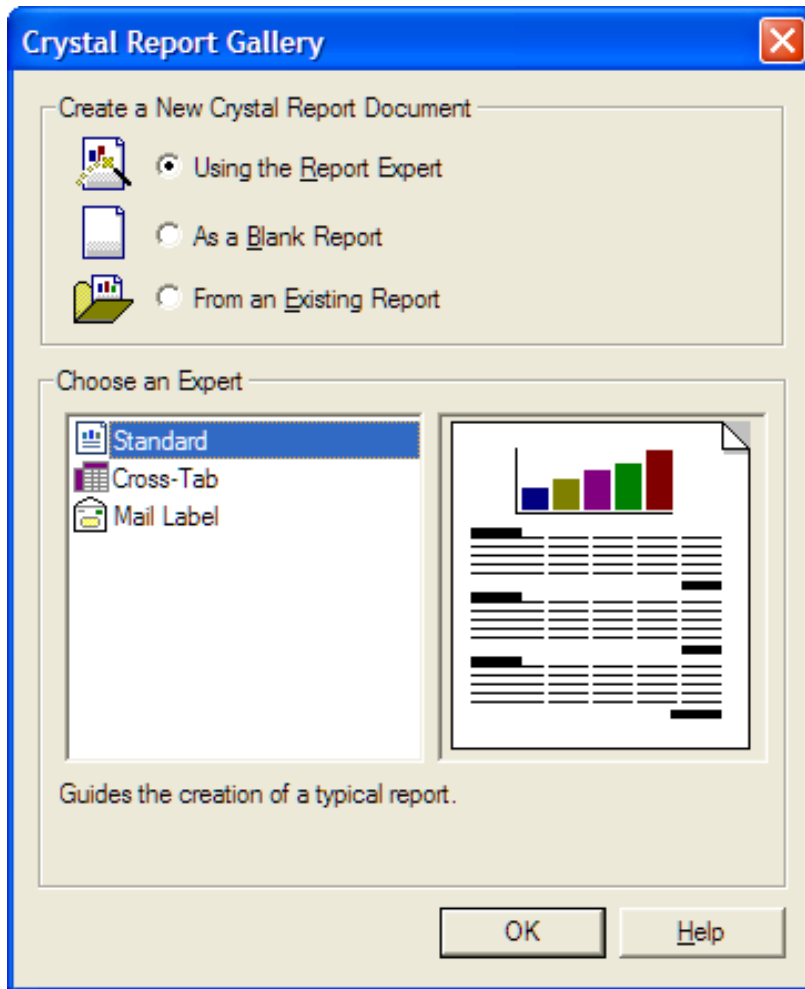 Crystal Report Gallery
Create a New Crystal Report Document
Using the Report Expert
As a Blank Report
From an Existing Report
Choose an Expert
Standard
Cross-Tab
Mail Label
Guides the creation of a typical report.
OK
Help